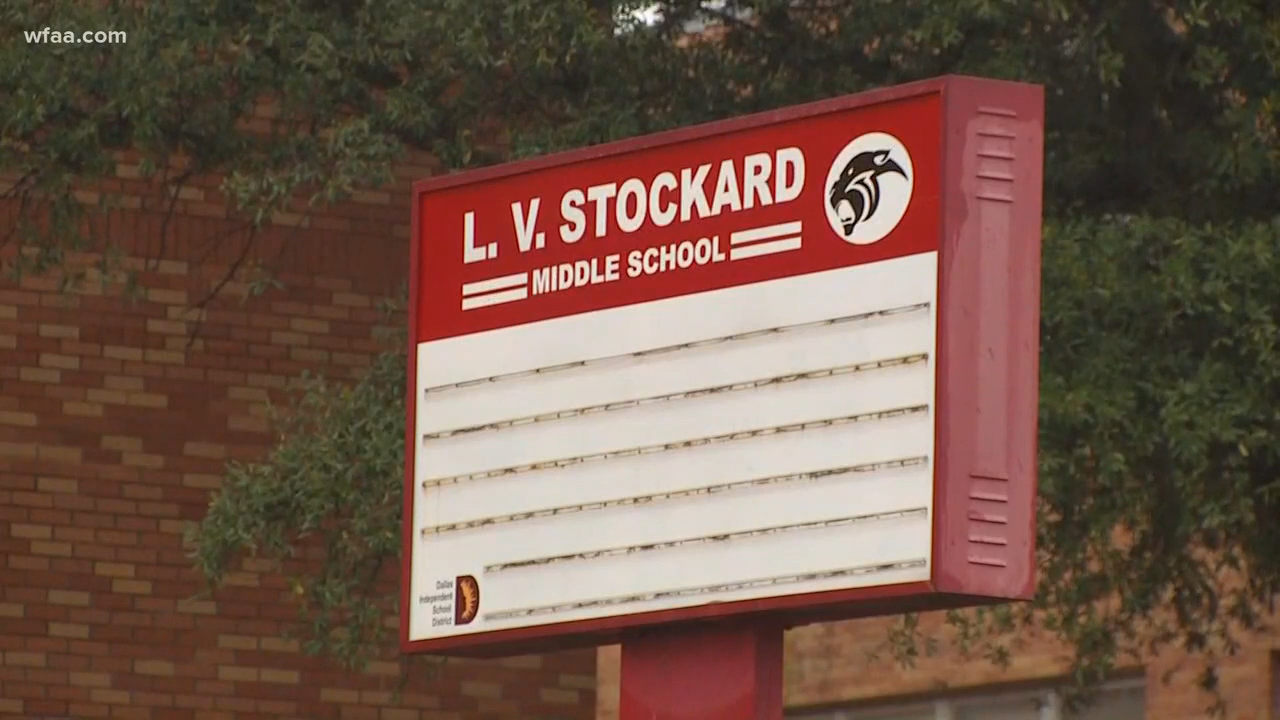 wfaa.com
L. V. STOCKARD
MIDDLE SCHOOL
Dallas
Independent
School
District